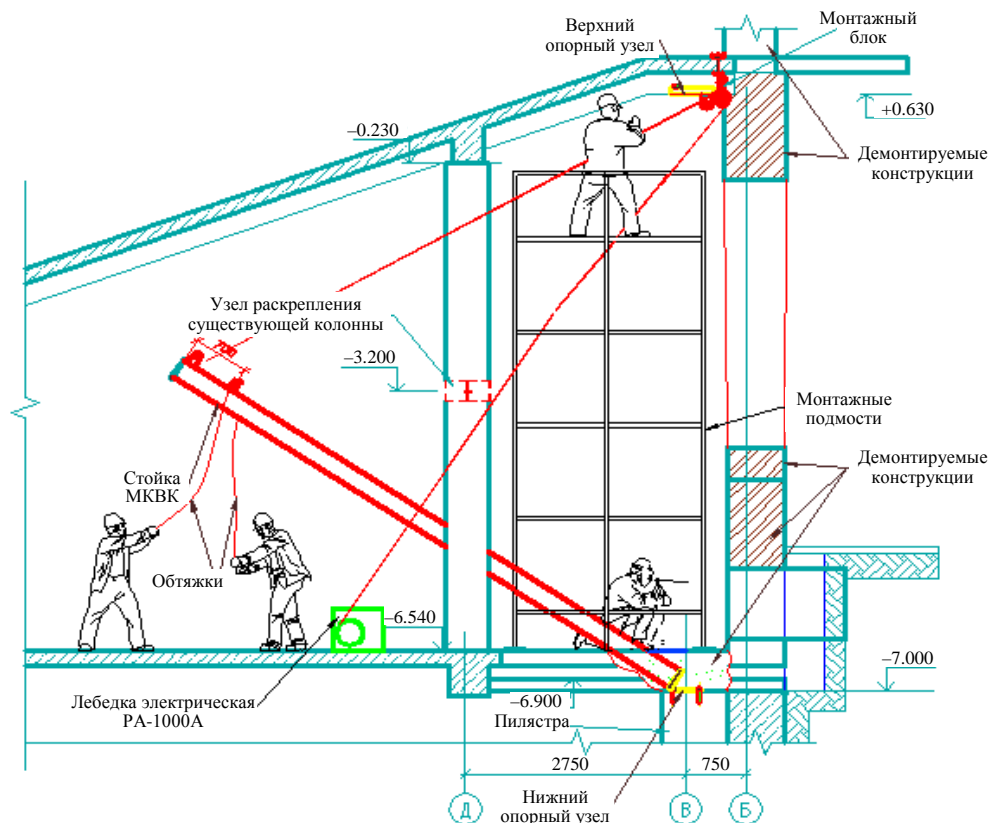 Верхний
опорный узел
Монтажный
блок
+0.630
–0.230
Демонтируемые
конструкции
Узел раскрепления
существующей колонны
700
–3.200
Монтажные
подмости
Стойка
МКВК
Демонтируемые
конструкции
Обтяжки
–6.540
–7.000
Лебедка электрическая
РА-1000А
–6.900
Пилястра
2750
750
Д
В
Б
Нижний
опорный узел